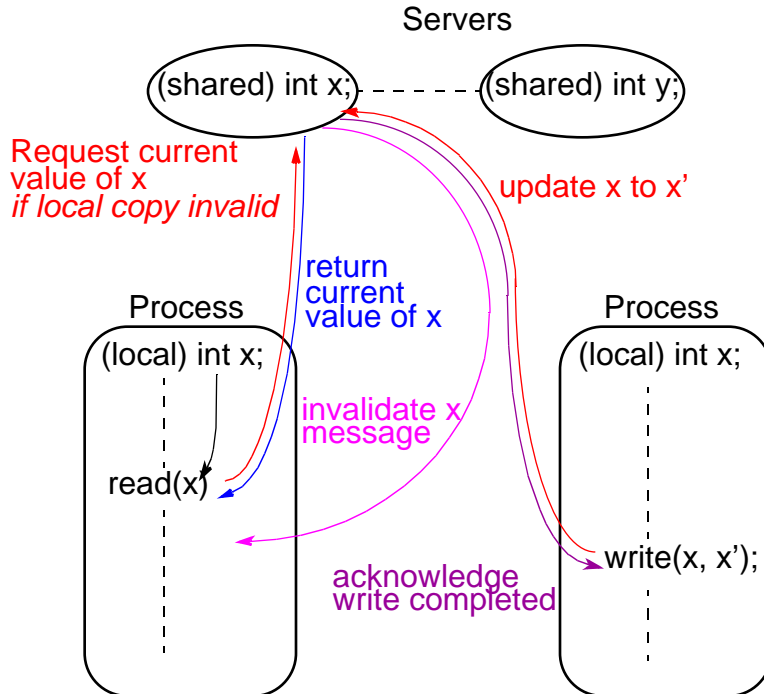 Servers
(shared) int x;
(shared) int y;
Request current
value of x
if local copy invalid
update x to x’
return
current
value of x
Process
Process
(local) int x;
(local) int x;
invalidate x
message
read(x)
write(x, x’);
acknowledge
write completed